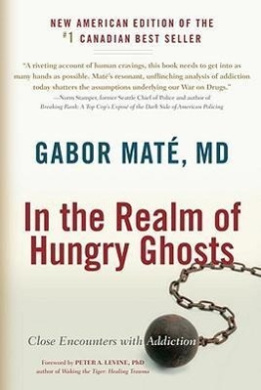 NEW AMERICAN EDITION OF THE
#1 CANADIAN BEST SELLER
“A riveting account of human cravings, this book needs to get into as
many hands as possible. Maté's resonant, unflinching analysis of addiction
today shatters the assumptions underlying our War on Drugs.”
—Norm Stamper, former Seattle Chief of Police and author of
Breaking Rank: A Top Cop's Exposé of the Dark Side of American Policing
GABOR MATÉ, MD
In the Realm of
Hungry Ghosts
Close Encounters with Addiction
Foreword by PETER A. LEVINE, PhD
author of Waking the Tiger: Healing Trauma